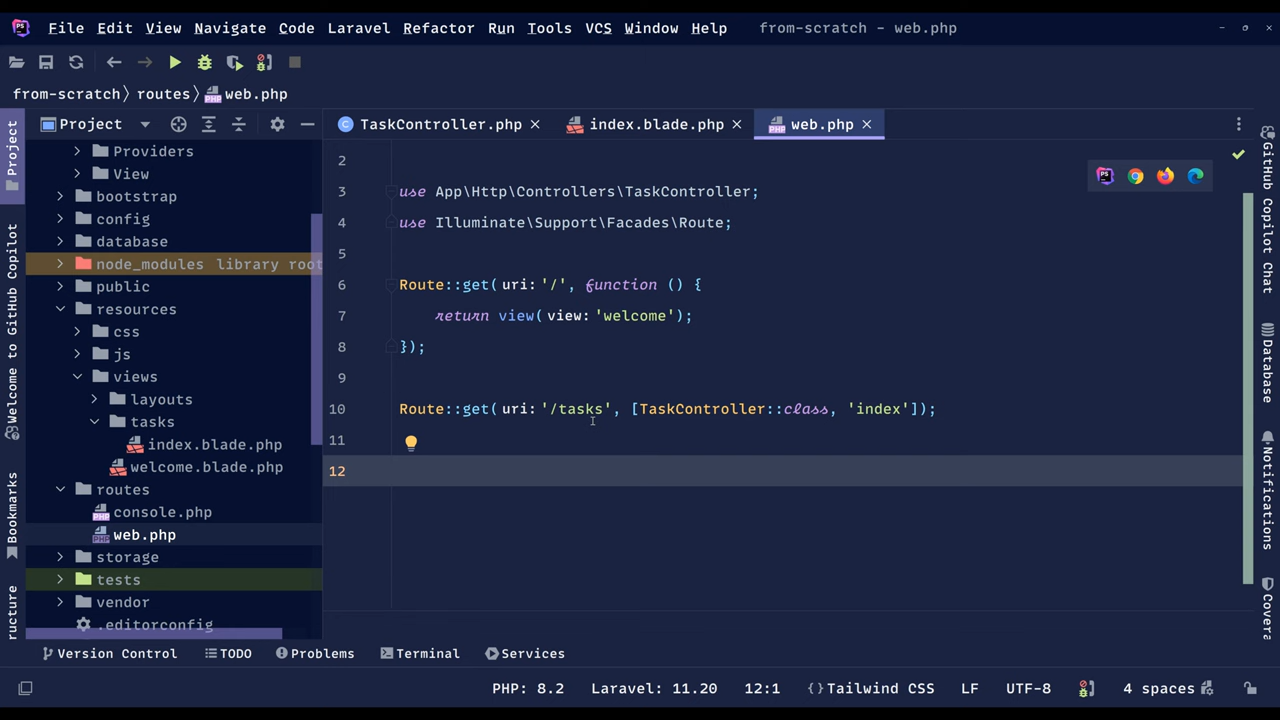 PS File Edit View Navigate Code Laravel Refactor Run Tools VCS Window Help from-scratch - web.php
from-scratch routes web.php
Project
TaskController.php index.blade.php web.php
Project
Welcome to GitHub Copilot
Bookmarks
ructure
Providers
View
bootstrap
config
database
node_modules library root
public
resources
css
js
views
layouts
tasks
index.blade.php
welcome.blade.php
routes
console.php
web.php
storage
tests
vendor
.editorconfig
2
3 use App\Http\Controllers\TaskController;
4 use Illuminate\Support\Facades\Route;
5
6 Route::get( uri: '/', function () {
7 return view( view: 'welcome');
8 });
9
10 Route::get( uri: '/tasks', [TaskController::class, 'index']);
11
12
GitHub Copilot Chat
Database
Notifications
Covera
Version Control TODO Problems Terminal Services
PHP: 8.2 Laravel: 11.20 12:1 {} Tailwind CSS LF UTF-8 4 spaces